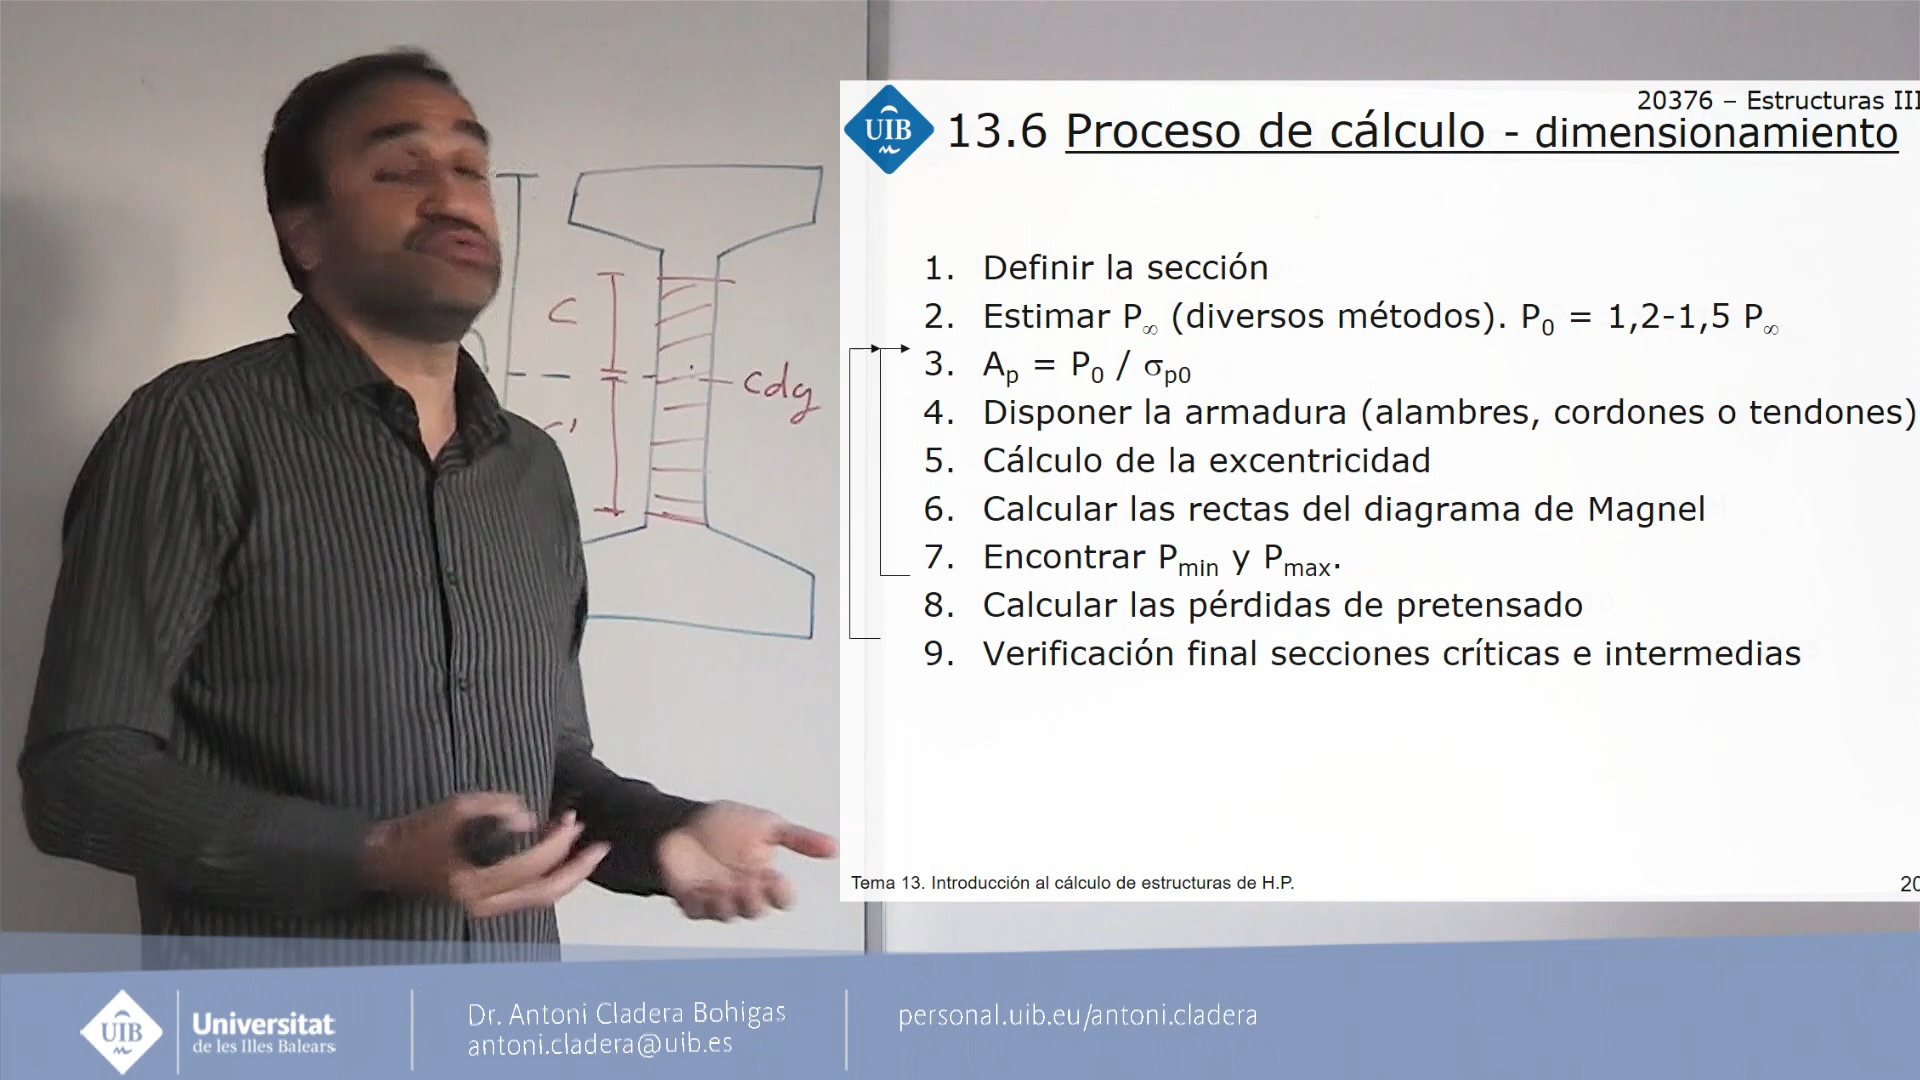 20376 – Estructuras III
UIB
13.6 Proceso de cálculo - dimensionamiento
1. Definir la sección
2. Estimar P∞ (diversos métodos). P0 = 1,2-1,5 P∞
3. Ap = P0 / σp0
4. Disponer la armadura (alambres, cordones o tendones)
5. Cálculo de la excentricidad
6. Calcular las rectas del diagrama de Magnel
7. Encontrar Pmin y Pmax.
8. Calcular las pérdidas de pretensado
9. Verificación final secciones críticas e intermedias
Tema 13. Introducción al cálculo de estructuras de H.P.
20
c
cdg
c'
UIB
Universitat
de les Illes Balears
Dr. Antoni Cladera Bohigas
antoni.cladera@uib.es
personal.uib.eu/antoni.cladera